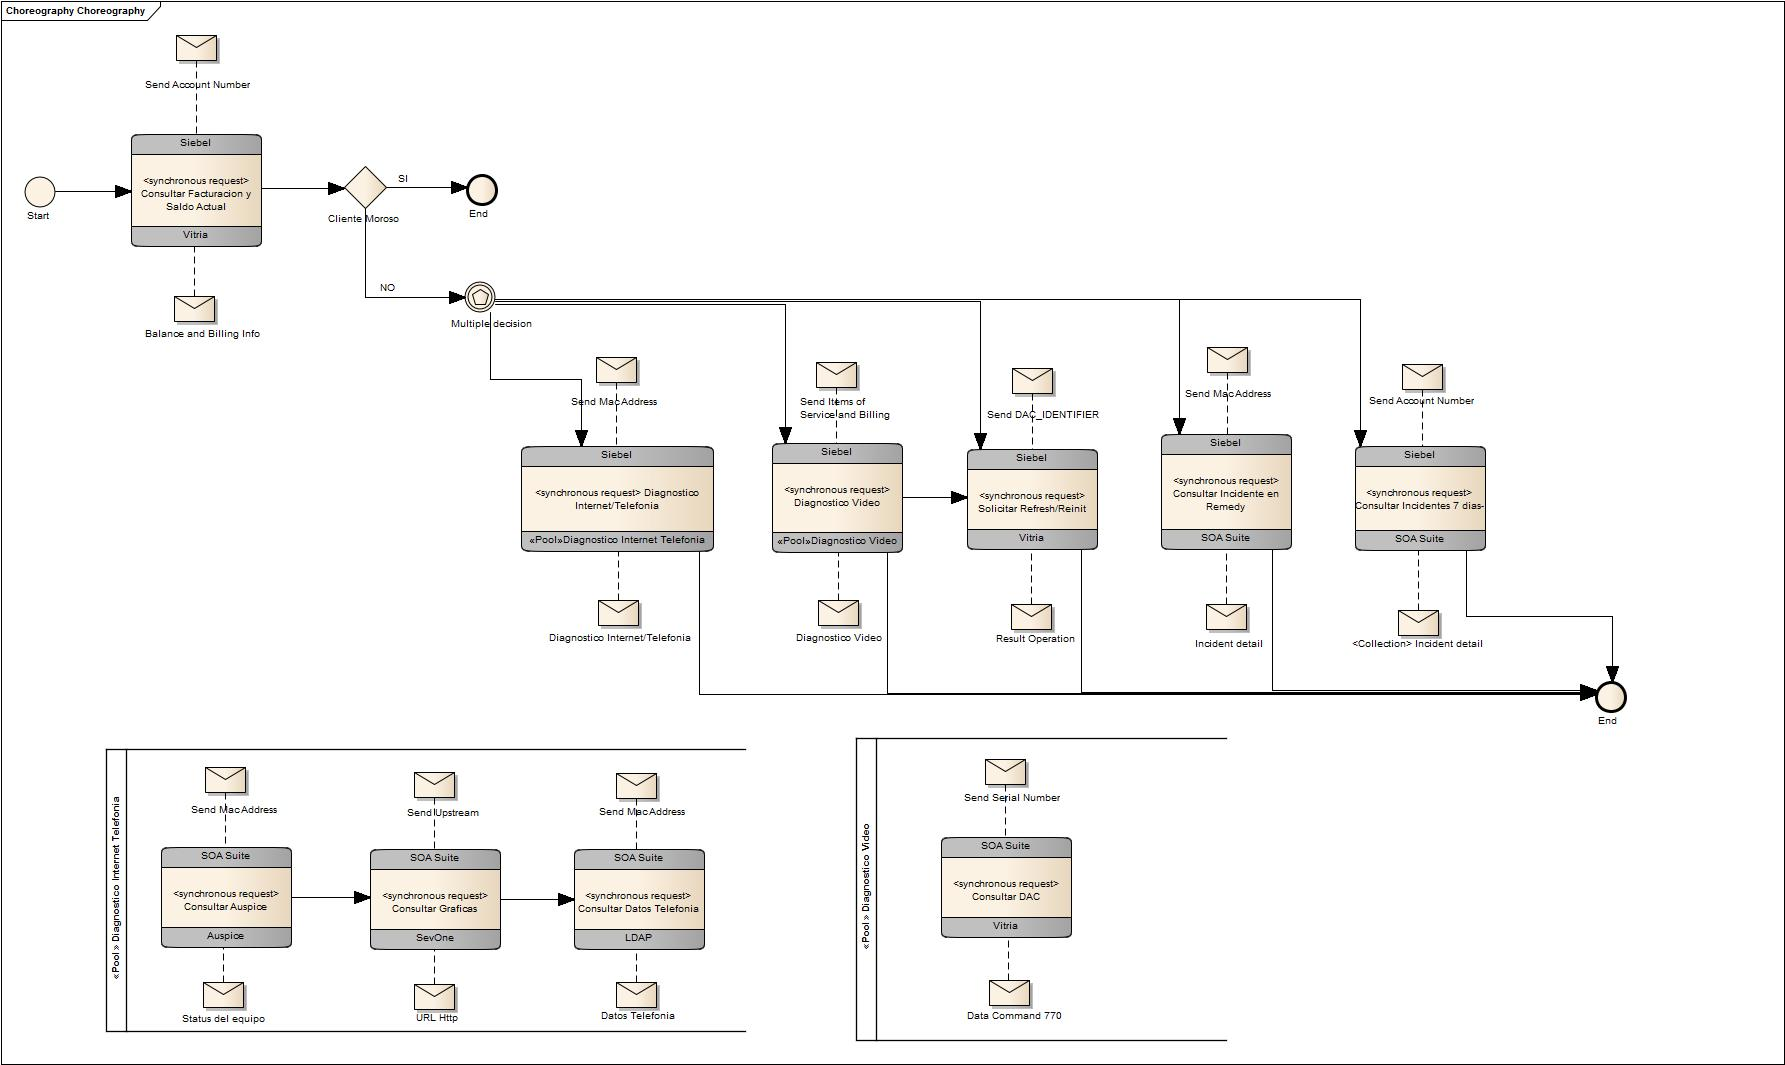 Choreography Choreography
Send Account Number
Siebel
<synchronous request>
Consultar Facturacion y
Saldo Actual
Vitria
Start
Balance and Billing Info
Cliente Moroso
SI
End
NO
Multiple decision
Send MacAddress
Siebel
<synchronous request> Diagnostico
Internet/Telefonia
«Pool»Diagnostico Internet Telefonia
Diagnostico Internet/Telefonia
Send Items of
Service and Billing
Siebel
<synchronous request>
Diagnostico Video
«Pool»Diagnostico Video
Diagnostico Video
Send DAC_IDENTIFIER
Siebel
<synchronous request>
Solicitar Refresh/Reinit
Vitria
Result Operation
Send MacAddress
Siebel
<synchronous request>
Consultar Incidente en
Remedy
SOA Suite
Incident detail
Send Account Number
Siebel
<synchronous request>
Consultar Incidentes 7 dias-
SOA Suite
<Collection> Incident detail
End
«Pool» Diagnostico Internet Telefonia
Send MacAddress
SOA Suite
<synchronous request>
Consultar Auspice
Auspice
Status del equipo
Send Upstream
SOA Suite
<synchronous request>
Consultar Graficas
SevOne
URL Http
Send MacAddress
SOA Suite
<synchronous request>
Consultar Datos Telefonia
LDAP
Datos Telefonia
«Pool» Diagnostico Video
Send Serial Number
SOA Suite
<synchronous request>
Consultar DAC
Vitria
Data Command 770